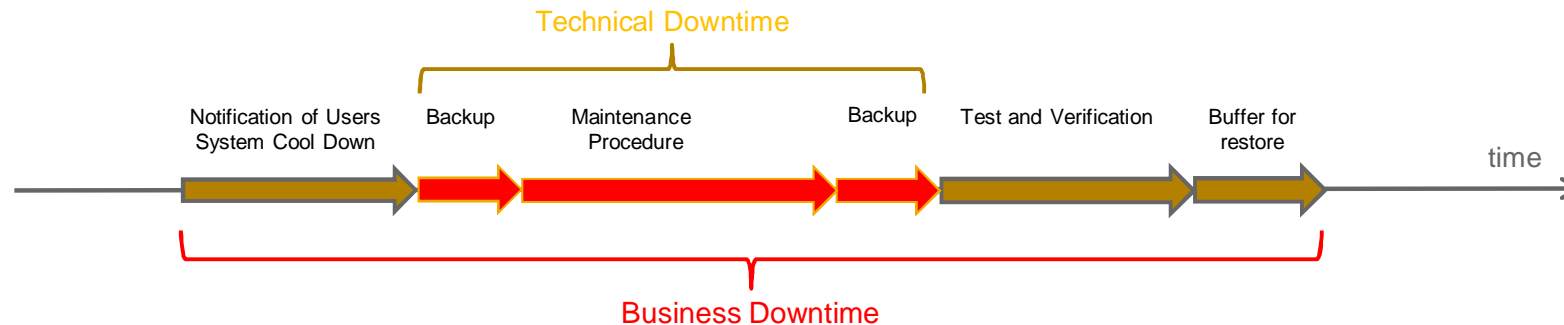 Technical Downtime
Notification of Users
System Cool Down
Backup
Maintenance
Procedure
Backup
Test and Verification
Buffer for
restore
time
Business Downtime